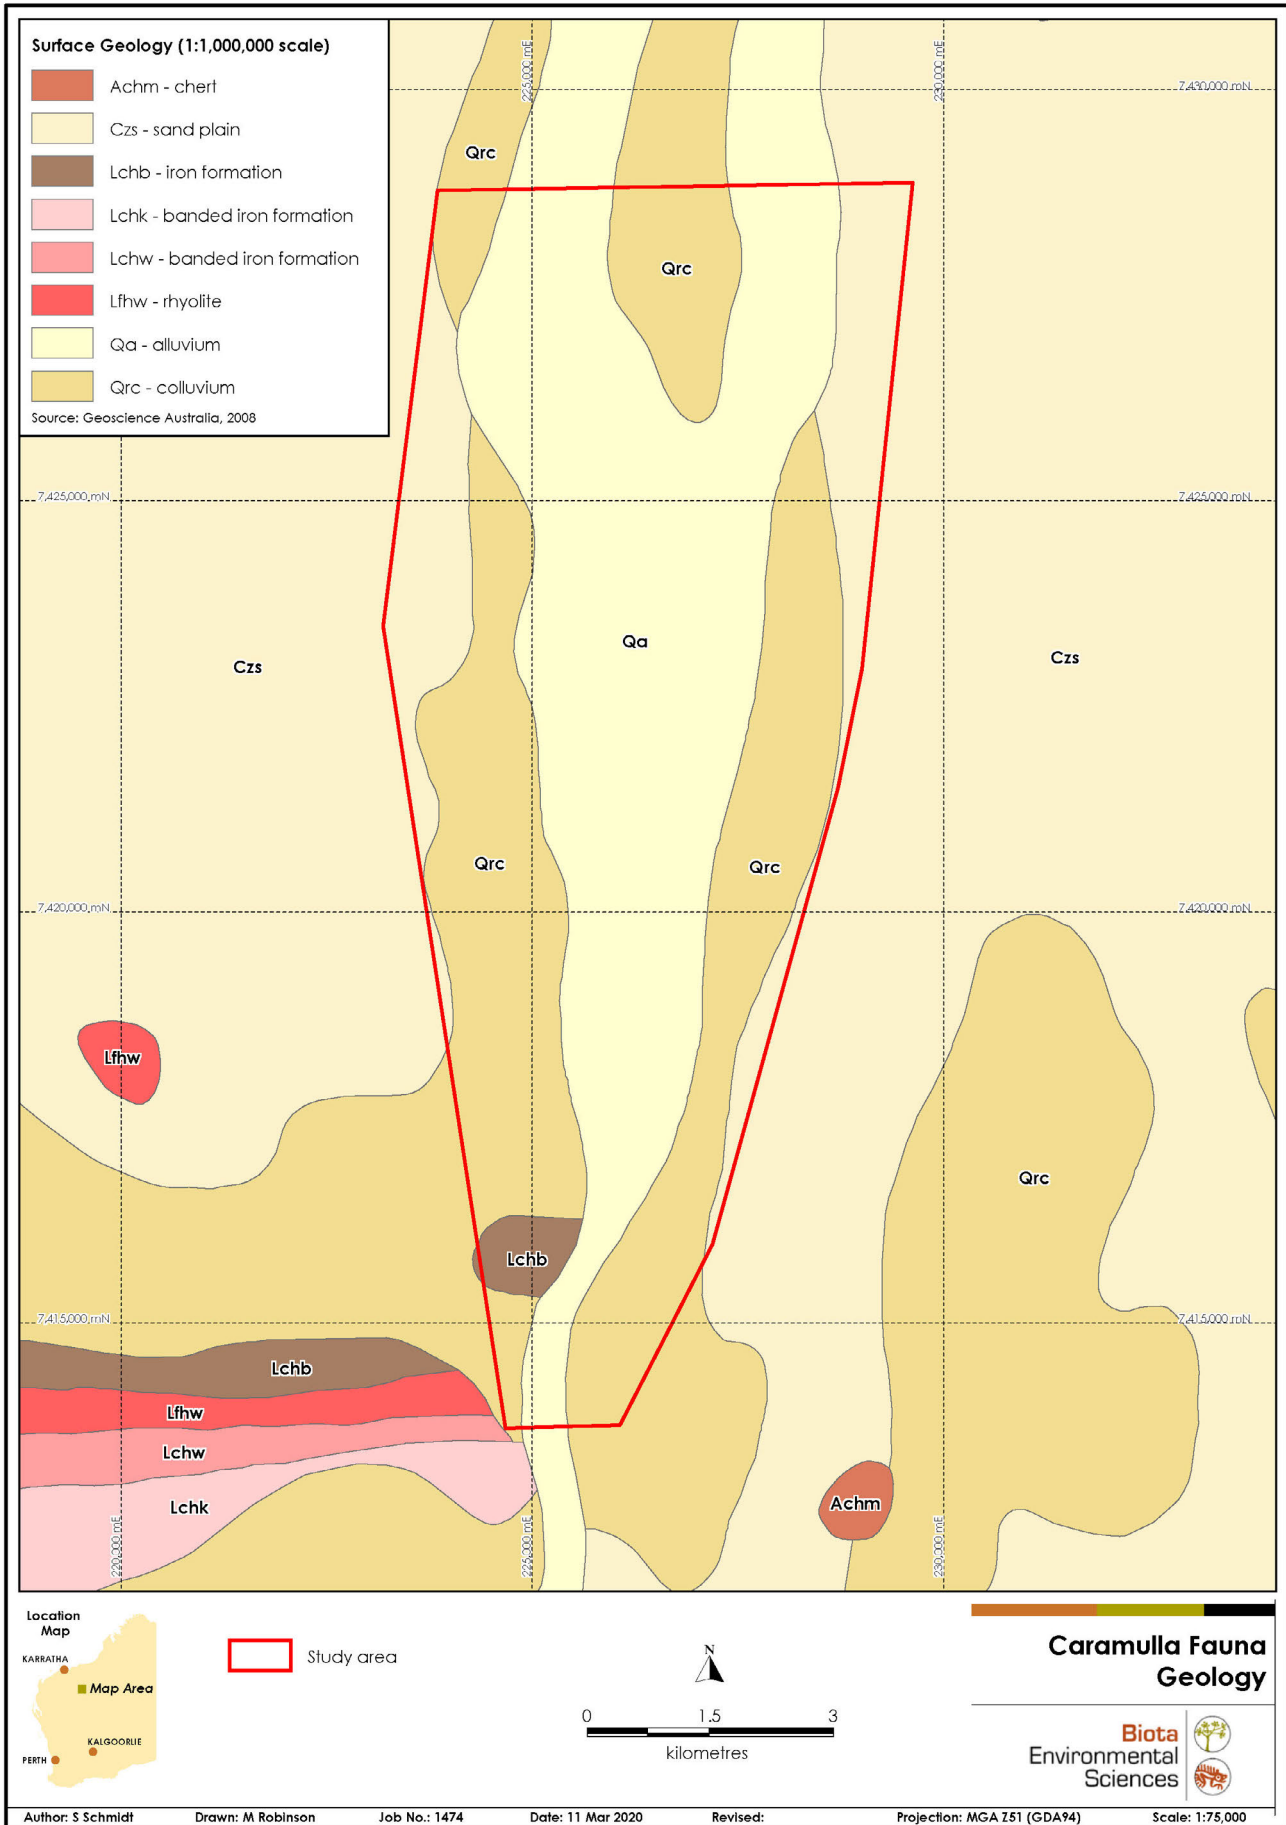 Surface Geology (1:1,000,000 scale)
Achm - chert
Czs - sand plain
Lchb - iron formation
Lchk - banded iron formation
Lchw - banded iron formation
Lfhw - rhyolite
Qa - alluvium
Qrc - colluvium
Source: Geoscience Australia, 2008
225,000 mE
230,000 mE
7,430,000 mN
Qrc
Qrc
7,425,000 mN
7,425,000 mN
Qa
Czs
Czs
Qrc
Qrc
7,420,000 mN
7,420,000 mN
Lfhw
Qrc
Lchb
7,415,000 mN
7,415,000 mN
Lchb
Lfhw
Lchw
Lchk
Achm
220,000 mE
225,000 mE
230,000 mE
Location
Map
KARRATHA
Map Area
KALGOORLIE
PERTH
Study area
N
0 1.5 3
kilometres
Caramulla Fauna
Geology
Biota
Environmental
Sciences
Author: S Schmidt Drawn: M Robinson Job No.: 1474 Date: 11 Mar 2020 Revised: Projection: MGA Z51 (GDA94) Scale: 1:75,000